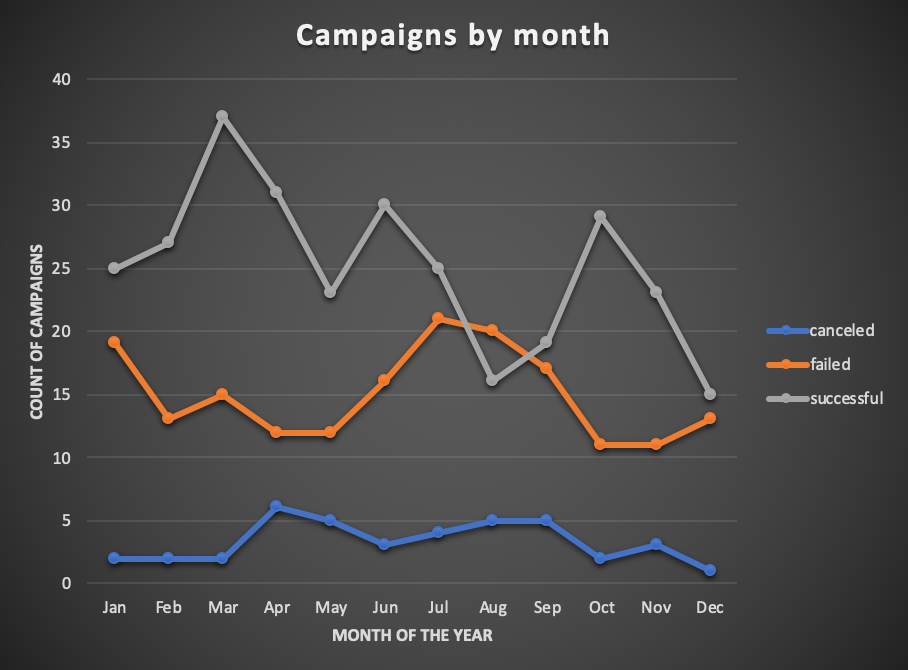 Campaigns by month
40
35
30
25
20
15
10
5
0
COUNT OF CAMPAIGNS
Jan Feb Mar Apr May Jun Jul Aug Sep Oct Nov Dec
MONTH OF THE YEAR
canceled
failed
successful